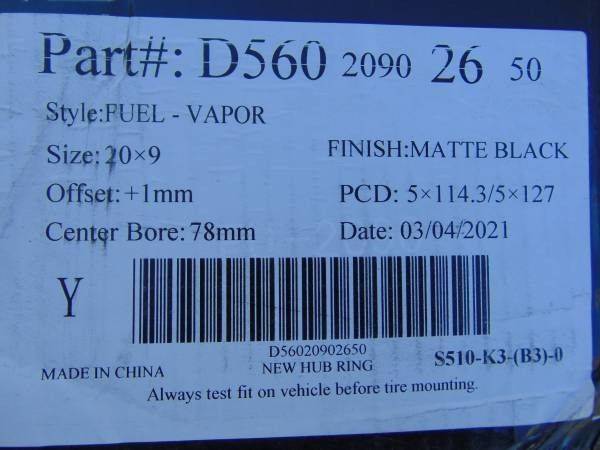 Part#: D560 2090 26 50
Style:FUEL - VAPOR
Size: 20×9 FINISH:MATTE BLACK
Offset: +1mm PCD: 5×114.3/5×127
Center Bore: 78mm Date: 03/04/2021
Y
D56020902650
MADE IN CHINA NEW HUB RING S510-K3-(B3)-0
Always test fit on vehicle before tire mounting.